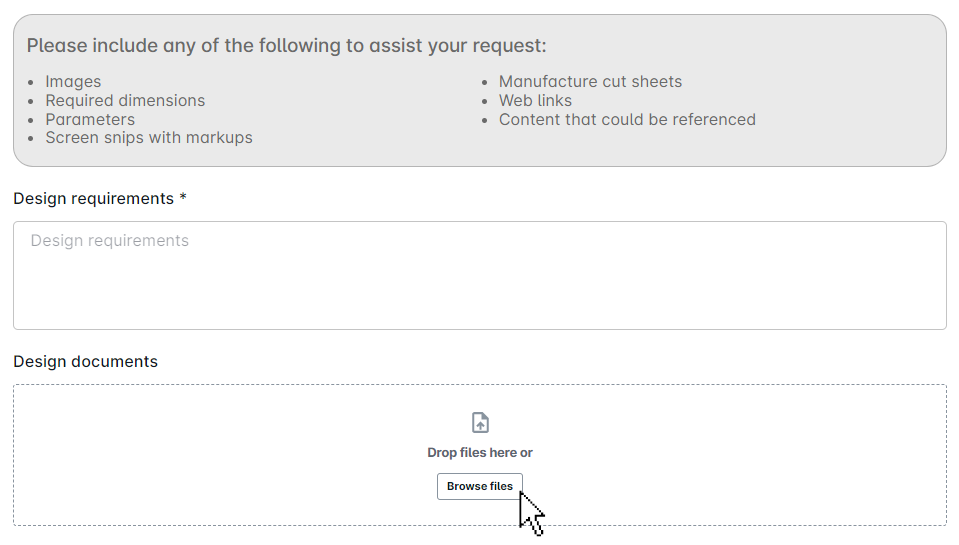 Please include any of the following to assist your request:
• Images
• Required dimensions
• Parameters
• Screen snips with markups
• Manufacture cut sheets
• Web links
• Content that could be referenced
Design requirements *
Design requirements
Design documents
Drop files here or
Browse files